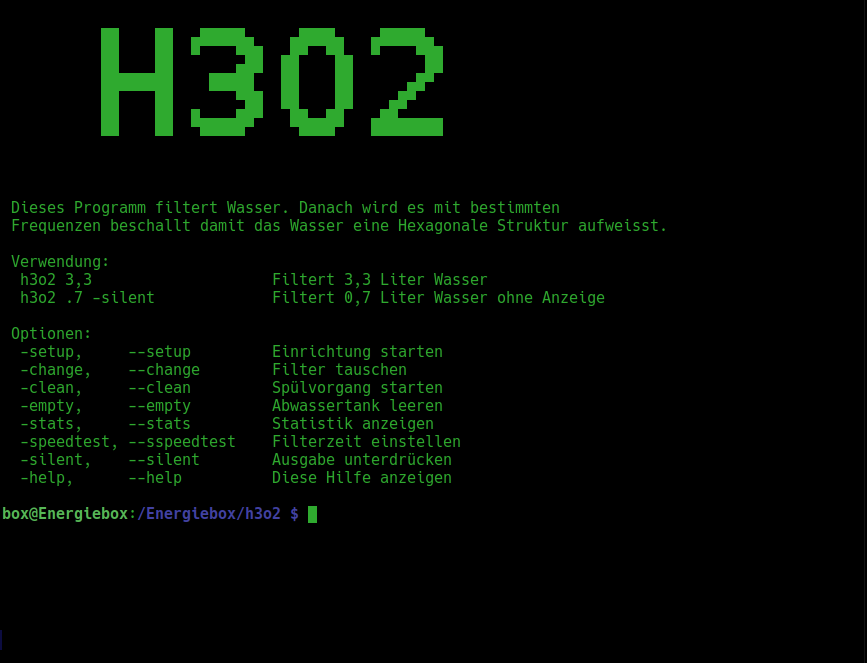 H3O2
Dieses Programm filtert Wasser. Danach wird es mit bestimmten
Frequenzen beschallt damit das Wasser eine Hexagonale Struktur aufweisst.
Verwendung:
h3o2 3,3 Filtert 3,3 Liter Wasser
h3o2 .7 -silent Filtert 0,7 Liter Wasser ohne Anzeige
Optionen:
-setup, --setup Einrichtung starten
-change, --change Filter tauschen
-clean, --clean Spülvorgang starten
-empty, --empty Abwassertank leeren
-stats, --stats Statistik anzeigen
-speedtest, --sspeedtest Filterzeit einstellen
-silent, --silent Ausgabe unterdrücken
-help, --help Diese Hilfe anzeigen
box@Energiebox:/Energiebox/h3o2 $